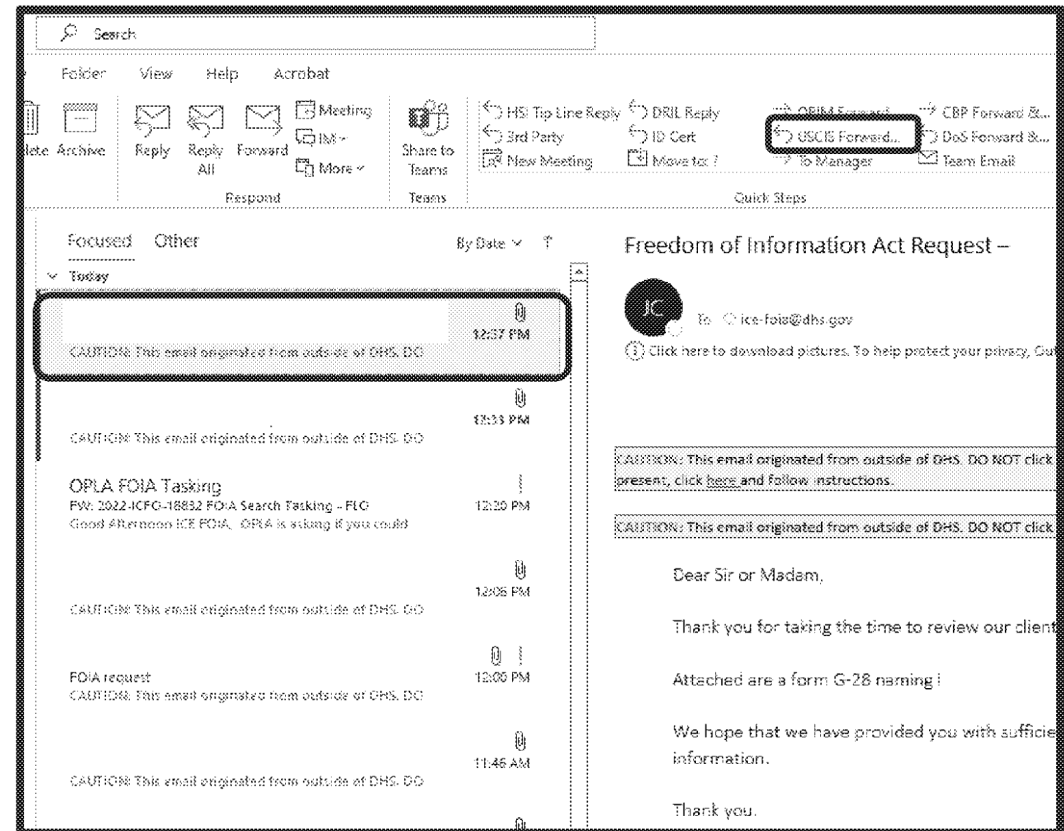 Search
Folder View Help Acrobat
Archive
Reply
Reply All
Forward
Meeting
IM
More
Respond
Share to Teams
Teams
HSI Tip Line Reply
3rd Party
New Meeting
DRIL Reply
ID Cert
Move to: ?
OBIM Forward
USCIS Forward...
To Manager
CBP Forward &...
DoS Forward &...
Team Email
Quick Steps
Focused Other
By Date
Today
12:37 PM
CAUTION: This email originated from outside of DHS. DO
12:33 PM
CAUTION: This email originated from outside of DHS. DO
OPLA FOIA Tasking
FW: 2022-ICFO-18832 FOIA Search Tasking - FLO
12:20 PM
Good Afternoon ICE FOIA, OPLA is asking if you could
12:06 PM
CAUTION: This email originated from outside of DHS. DO
FOIA request
12:00 PM
CAUTION: This email originated from outside of DHS. DO
11:46 AM
CAUTION: This email originated from outside of DHS. DO
Freedom of Information Act Request –
JC
To ice-foia@dhs.gov
Click here to download pictures. To help protect your privacy, Out
CAUTION: This email originated from outside of DHS. DO NOT click
present, click here and follow instructions.
CAUTION: This email originated from outside of DHS. DO NOT click
Dear Sir or Madam,
Thank you for taking the time to review our client
Attached are a form G-28 naming
We hope that we have provided you with sufficie
information.
Thank you.